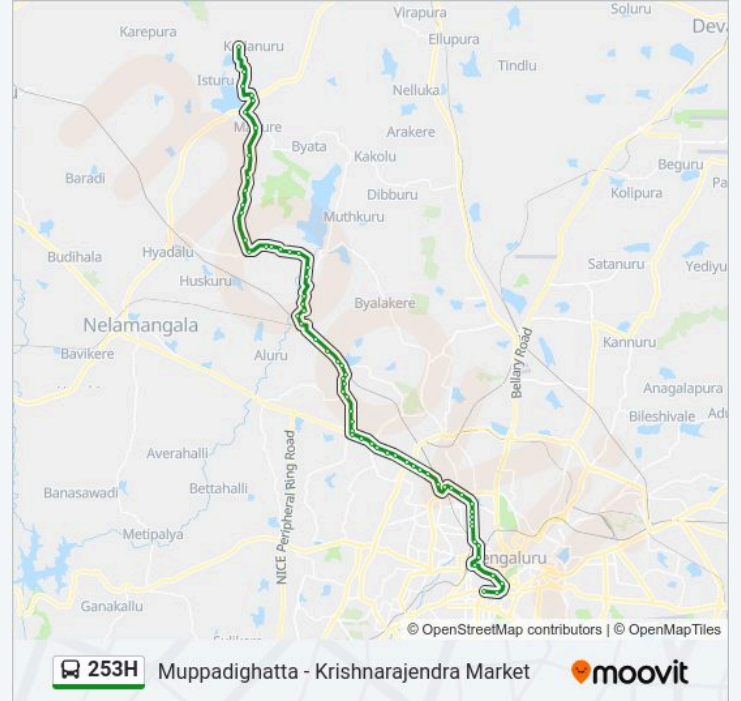 Virapura
Soluru
Karepura
Ellupura
Tindlu
Isturu
Nelluka
Arakere
Byata
Kakolu
Beguru
Baradi
Dibburu
Kolipura
Muthkuru
Budihala
Hyadalu
Satanuru
Yediyu
Huskuru
Byalakere
Nelamangala
Kannuru
Bavikere
Aluru
Bellary Road
Anagalapura
Bileshivale
Averahalli
Banasawadi
Bettahalli
NICE Peripheral Ring Road
Metipalya
engaluru
Ganakallu
© OpenStreetMap contributors | © OpenMapTiles
253H Muppadighatta - Krishnarajendra Market moovit